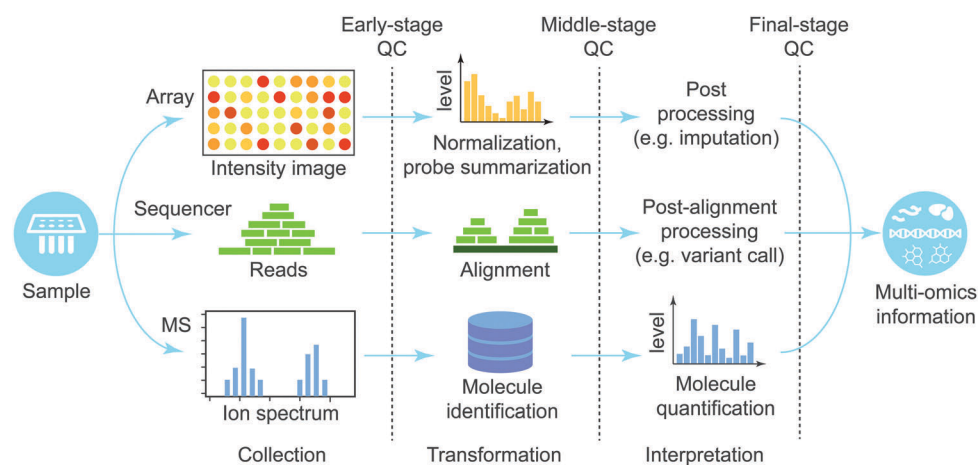 Early-stage
QC
Middle-stage
QC
Final-stage
QC
Array
Intensity image
level
Normalization,
probe summarization
Post
processing
(e.g. imputation)
Sample
Sequencer
Reads
Alignment
Post-alignment
processing
(e.g. variant call)
Multi-omics
information
MS
Ion spectrum
Molecule
identification
level
Molecule
quantification
Collection
Transformation
Interpretation